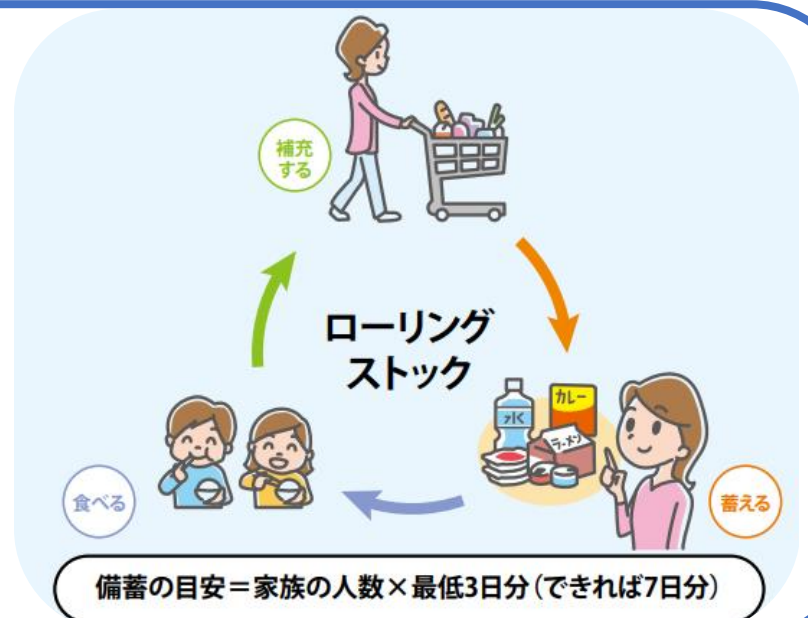 補充
する
ローリング
ストック
水
カレー
ラーメン
食べる
蓄える
備蓄の目安＝家族の人数×最低3日分（できれば7日分）